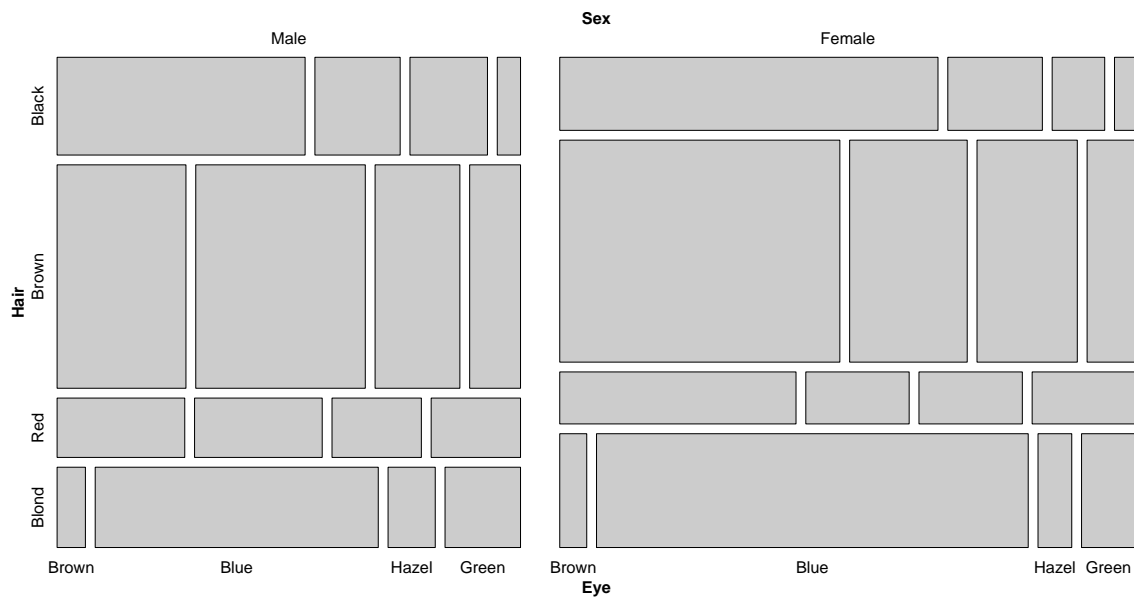 Sex
Male Female
Black
Brown
Hair
Red
Blond
Brown Blue Hazel Green Brown Blue Hazel Green
Eye